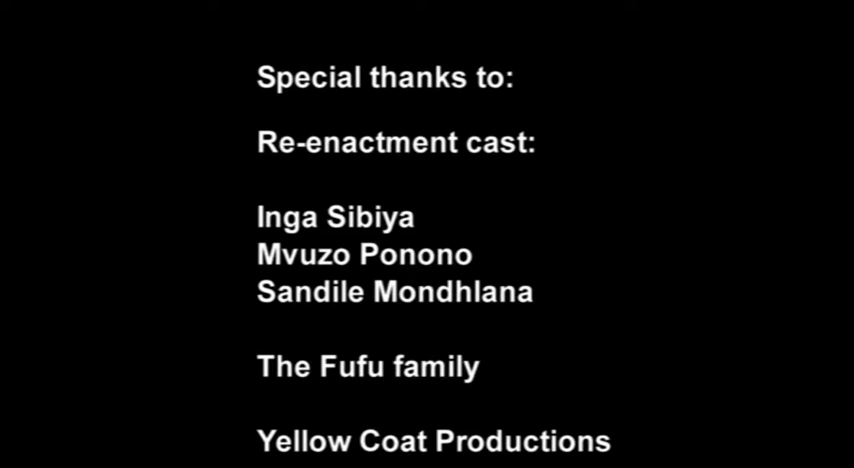 Special thanks to:
Re-enactment cast:
Inga Sibiya
Mvuzo Ponono
Sandile Mondhlana
The Fufu family
Yellow Coat Productions